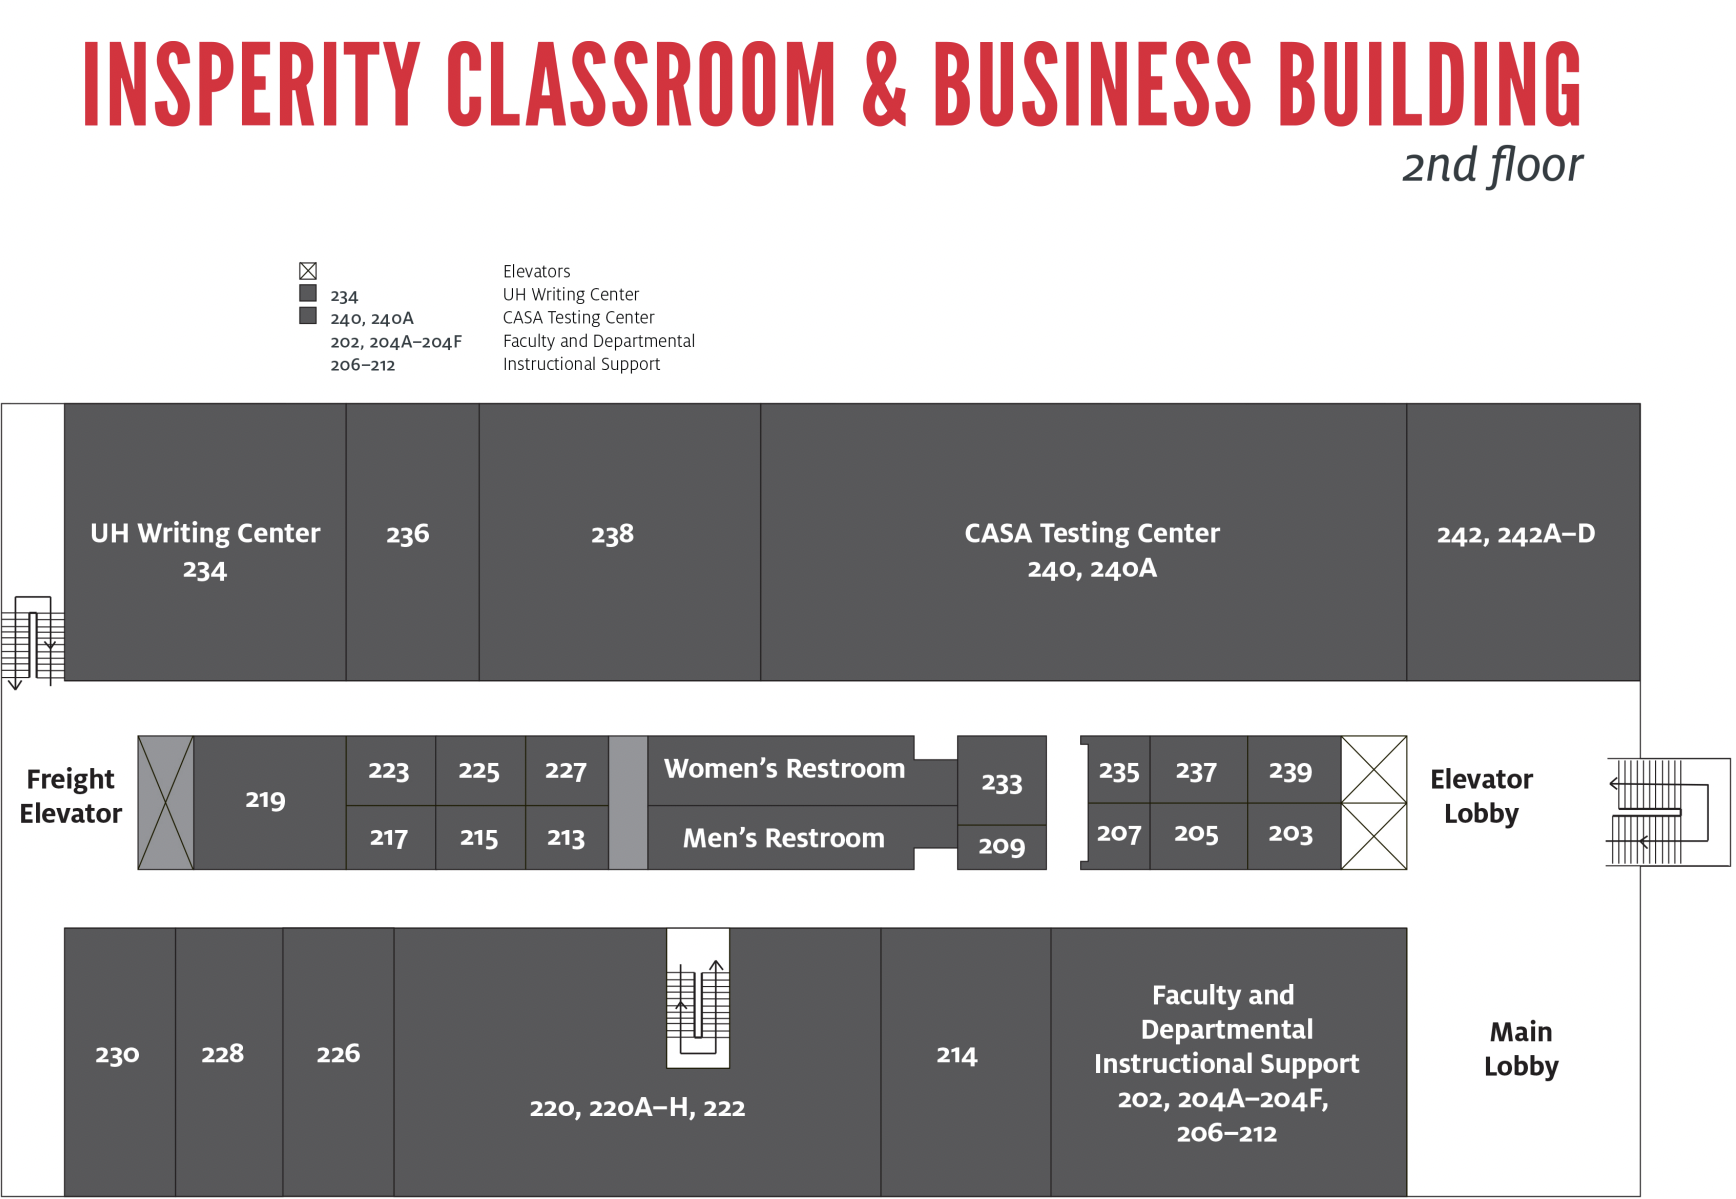 INSPERITY CLASSROOM & BUSINESS BUILDING
2nd floor
Elevators
234 UH Writing Center
240, 240A CASA Testing Center
202, 204A–204F Faculty and Departmental
206–212 Instructional Support
UH Writing Center
234
236
238
CASA Testing Center
240, 240A
242, 242A–D
Freight
Elevator
219
223
225
227
217
215
213
Women's Restroom
Men's Restroom
233
209
235
237
239
207
205
203
Elevator
Lobby
230
228
226
220, 220A–H, 222
214
Faculty and
Departmental
Instructional Support
202, 204A–204F,
206–212
Main
Lobby